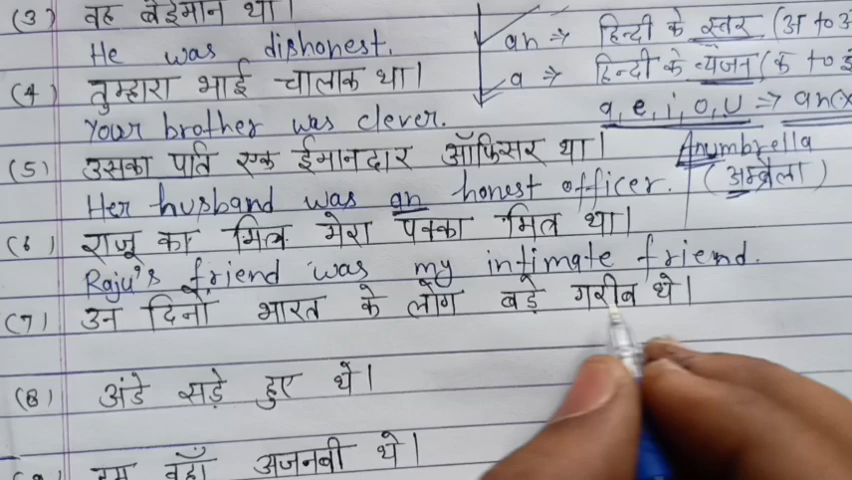 (3) वह बेईमान था।
He was dishonest.
an ⇒ हिन्दी के स्वर (अ to
a ⇒ हिन्दी के व्यंजन (क to
a, e, i, o, u ⇒ an(x
(4) तुम्हारा भाई चालाक था।
Your brother was clever.
(5) उसका पति एक ईमानदार ऑफिसर था।
Her husband was an honest officer.
An umbrella
(अम्ब्रेला)
(6) राजू का मित्र मेरा पक्का मित्र था।
Raju's friend was my intimate friend.
(7) उन दिनों भारत के लोग बड़े गरीब थे।
(8) अंडे सड़े हुए थे।
वहाँ अजनबी थे।